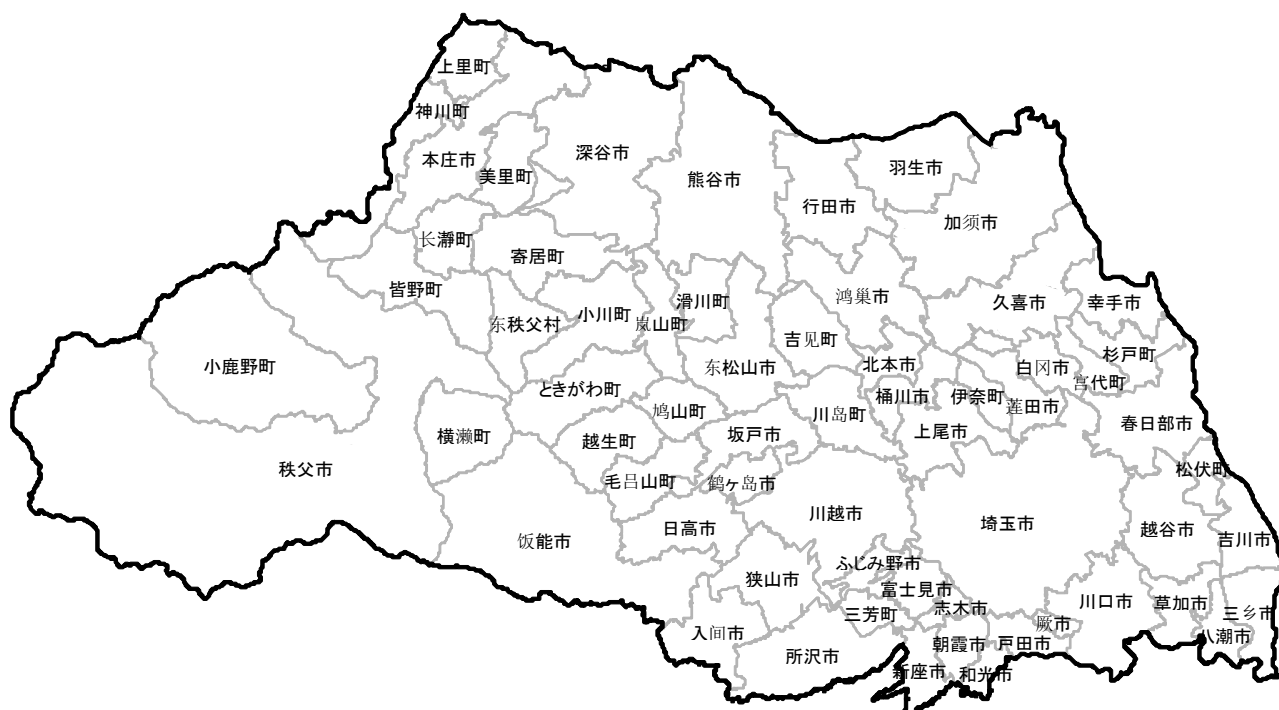 上里町
神川町
本庄市
美里町
深谷市
熊谷市
行田市
羽生市
加须市
长瀞町
寄居町
皆野町
东秩父村
小川町
岚山町
滑川町
吉见町
鸿巢市
久喜市
幸手市
小鹿野町
ときがわ町
东松山市
北本市
白冈市
杉戸町
宫代町
鸠山町
川岛町
桶川市
伊奈町
莲田市
春日部市
横濑町
越生町
坂戸市
上尾市
秩父市
毛吕山町
鹤ヶ岛市
松伏町
饭能市
日高市
川越市
埼玉市
越谷市
吉川市
狭山市
ふじみ野市
富士見市
三芳町
志木市
川口市
草加市
三乡市
入间市
所沢市
朝霞市
戸田市
厥市
八潮市
新座市
和光市